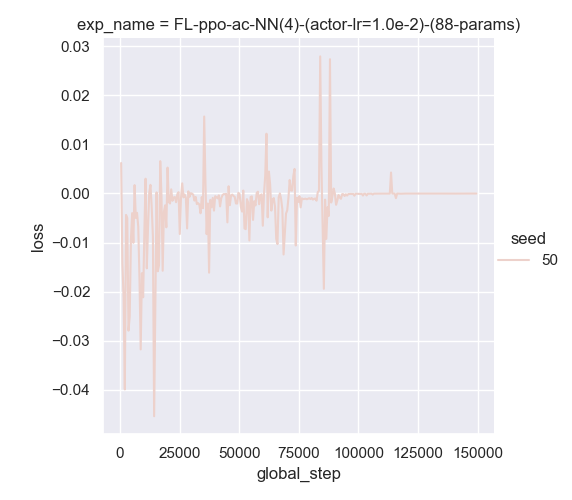 exp_name = FL-ppo-ac-NN(4)-(actor-lr=1.0e-2)-(88-params)
0.03
0.02
0.01
0.00
−0.01
−0.02
−0.03
−0.04
loss
0 25000 50000 75000 100000 125000 150000
global_step
seed
50